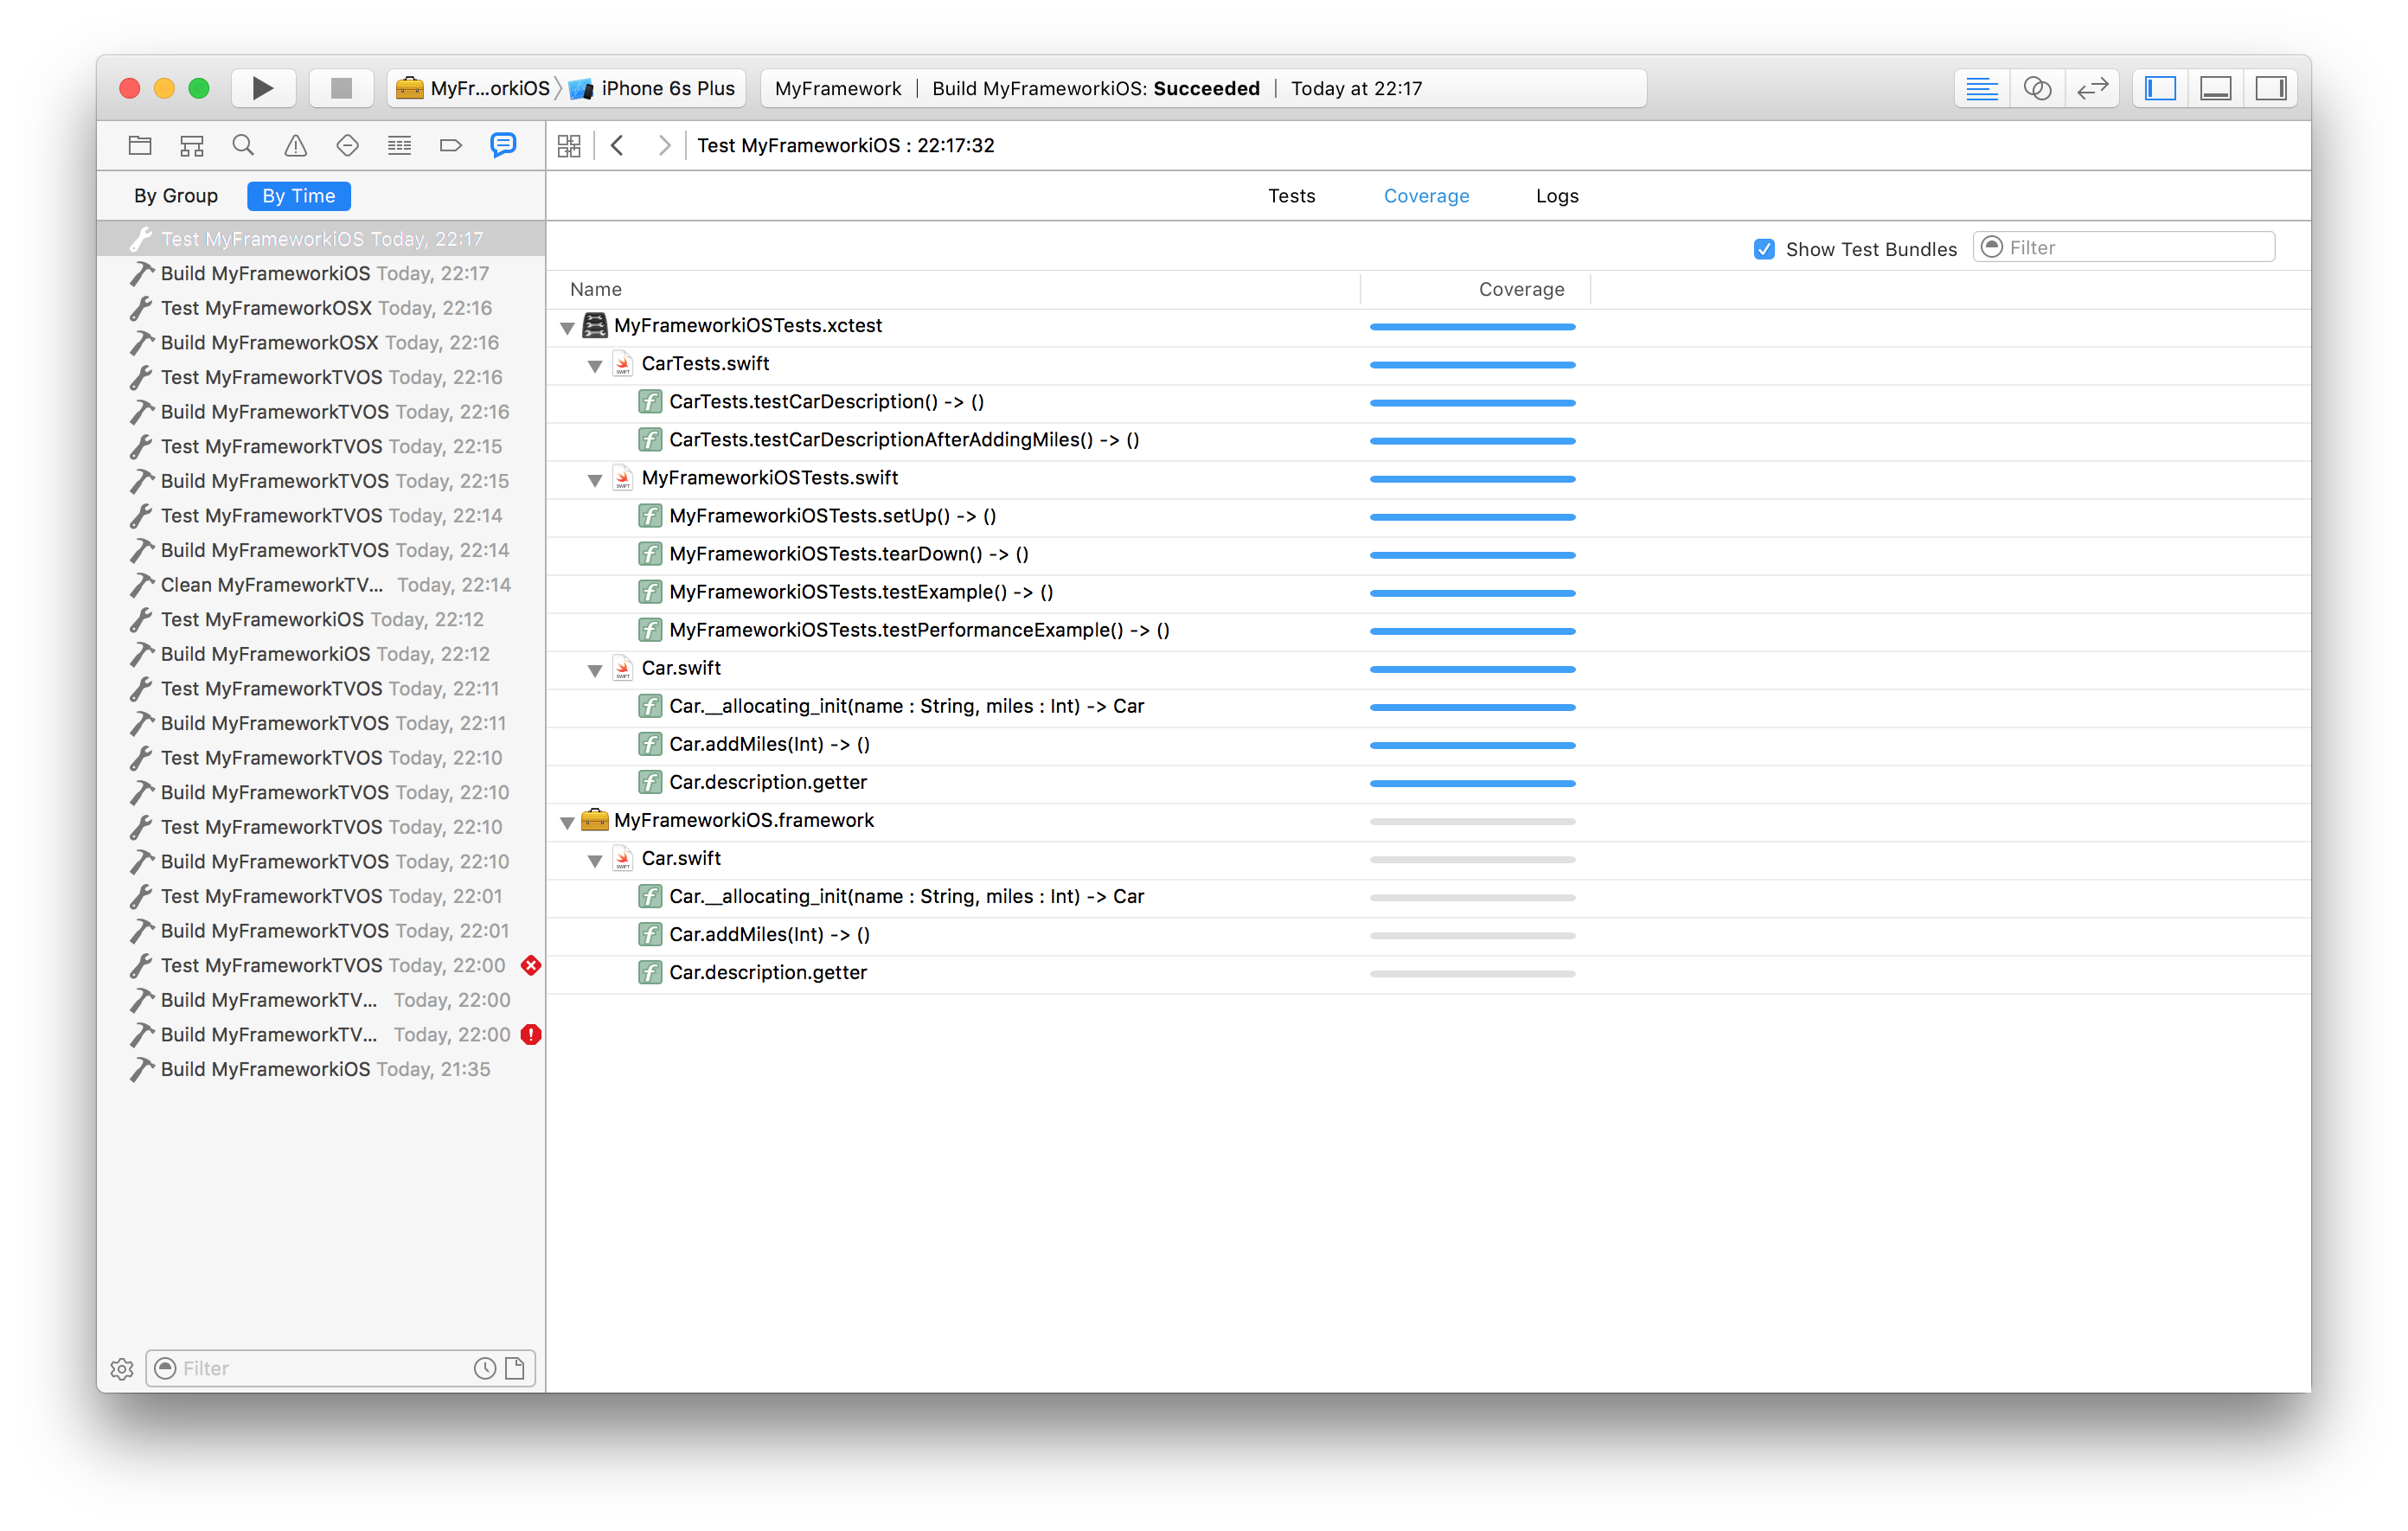 MyFr...orkiOS iPhone 6s Plus MyFramework | Build MyFrameworkiOS: Succeeded | Today at 22:17
Test MyFrameworkiOS : 22:17:32
By Group By Time
Tests Coverage Logs
Test MyFrameworkiOS Today, 22:17
Build MyFrameworkiOS Today, 22:17
Test MyFrameworkOSX Today, 22:16
Build MyFrameworkOSX Today, 22:16
Test MyFrameworkTVOS Today, 22:16
Build MyFrameworkTVOS Today, 22:16
Test MyFrameworkTVOS Today, 22:15
Build MyFrameworkTVOS Today, 22:15
Test MyFrameworkTVOS Today, 22:14
Build MyFrameworkTVOS Today, 22:14
Clean MyFrameworkTV... Today, 22:14
Test MyFrameworkiOS Today, 22:12
Build MyFrameworkiOS Today, 22:12
Test MyFrameworkTVOS Today, 22:11
Build MyFrameworkTVOS Today, 22:11
Test MyFrameworkTVOS Today, 22:10
Build MyFrameworkTVOS Today, 22:10
Test MyFrameworkTVOS Today, 22:10
Build MyFrameworkTVOS Today, 22:10
Test MyFrameworkTVOS Today, 22:01
Build MyFrameworkTVOS Today, 22:01
Test MyFrameworkTVOS Today, 22:00
Build MyFrameworkTV... Today, 22:00
Build MyFrameworkTV... Today, 22:00
Build MyFrameworkiOS Today, 21:35
Filter
Show Test Bundles Filter
Name Coverage
MyFrameworkiOSTests.xctest
CarTests.swift
CarTests.testCarDescription() -> ()
CarTests.testCarDescriptionAfterAddingMiles() -> ()
MyFrameworkiOSTests.swift
MyFrameworkiOSTests.setUp() -> ()
MyFrameworkiOSTests.tearDown() -> ()
MyFrameworkiOSTests.testExample() -> ()
MyFrameworkiOSTests.testPerformanceExample() -> ()
Car.swift
Car.__allocating_init(name : String, miles : Int) -> Car
Car.addMiles(Int) -> ()
Car.description.getter
MyFrameworkiOS.framework
Car.swift
Car.__allocating_init(name : String, miles : Int) -> Car
Car.addMiles(Int) -> ()
Car.description.getter